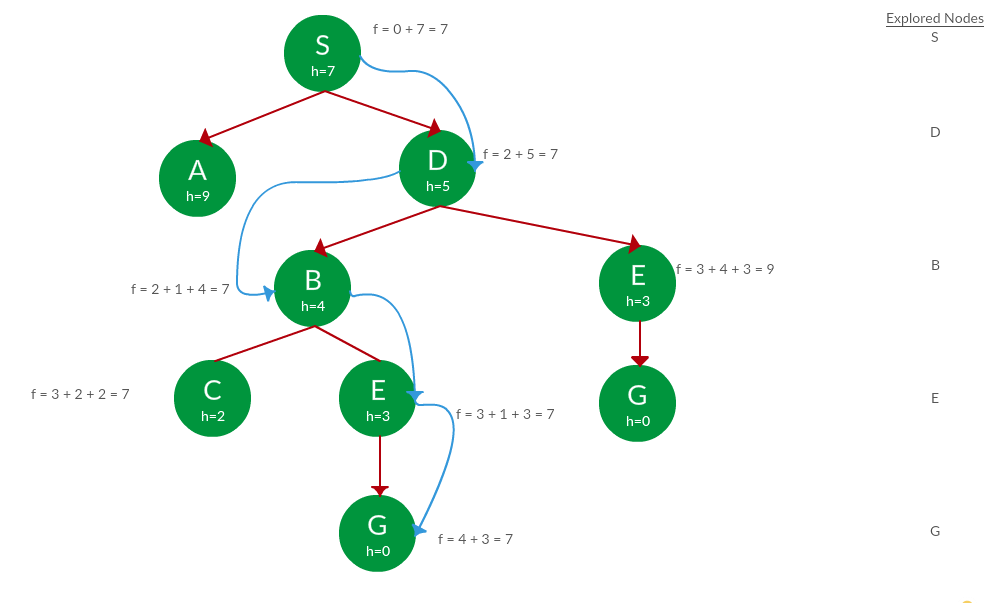 Explored Nodes
S
f = 0 + 7 = 7
S
h=7
D
f = 2 + 5 = 7
D
h=5
A
h=9
B
f = 3 + 4 + 3 = 9
E
h=3
B
h=4
f = 2 + 1 + 4 = 7
E
f = 3 + 2 + 2 = 7
C
h=2
E
h=3
f = 3 + 1 + 3 = 7
G
h=0
G
G
h=0
f = 4 + 3 = 7